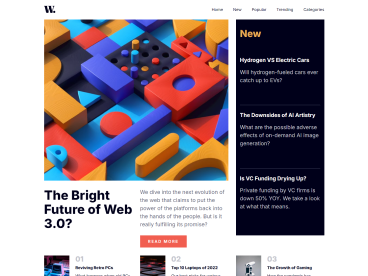 W.
Home New Popular Trending Categories
New
Hydrogen VS Electric Cars
Will hydrogen-fueled cars ever
catch up to EVs?
The Downsides of AI Artistry
What are the possible adverse
effects of on-demand AI image
generation?
Is VC Funding Drying Up?
Private funding by VC firms is
down 50% YOY. We take a look
at what that means.
The Bright
Future of Web
3.0?
We dive into the next evolution of
the web that claims to put the
power of the platforms back into
the hands of the people. But is it
really fulfilling its promise?
READ MORE
01
Reviving Retro PCs
02
Top 10 Laptops of 2022
03
The Growth of Gaming